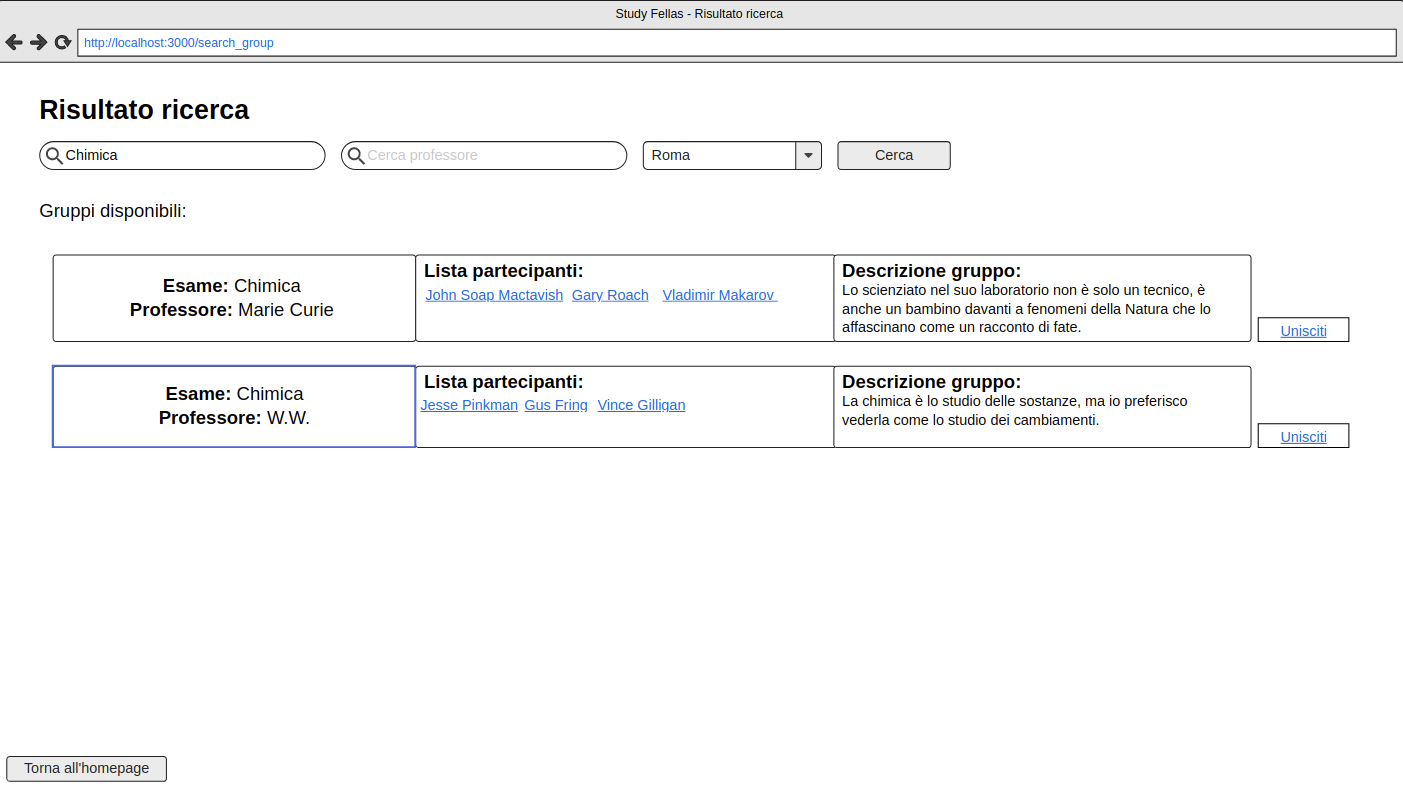 Study Fellas - Risultato ricerca
http://localhost:3000/search_group
Risultato ricerca
Chimica
Cerca professore
Roma
Cerca
Gruppi disponibili:
Esame: Chimica
Professore: Marie Curie
Lista partecipanti:
John Soap Mactavish Gary Roach Vladimir Makarov
Descrizione gruppo:
Lo scienziato nel suo laboratorio non è solo un tecnico, è
anche un bambino davanti a fenomeni della Natura che lo
affascinano come un racconto di fate.
Unisciti
Esame: Chimica
Professore: W.W.
Lista partecipanti:
Jesse Pinkman Gus Fring Vince Gilligan
Descrizione gruppo:
La chimica è lo studio delle sostanze, ma io preferisco
vederla come lo studio dei cambiamenti.
Unisciti
Torna all'homepage